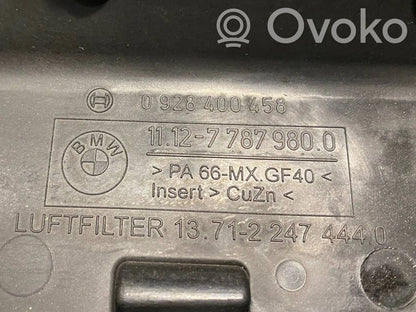 Ovoko
0 928 400 458
BMW
11.12-7 787 980.0
> PA 66-MX.GF40 <
Insert > CuZn <
LUFTFILTER 13.71-2 247 444.0